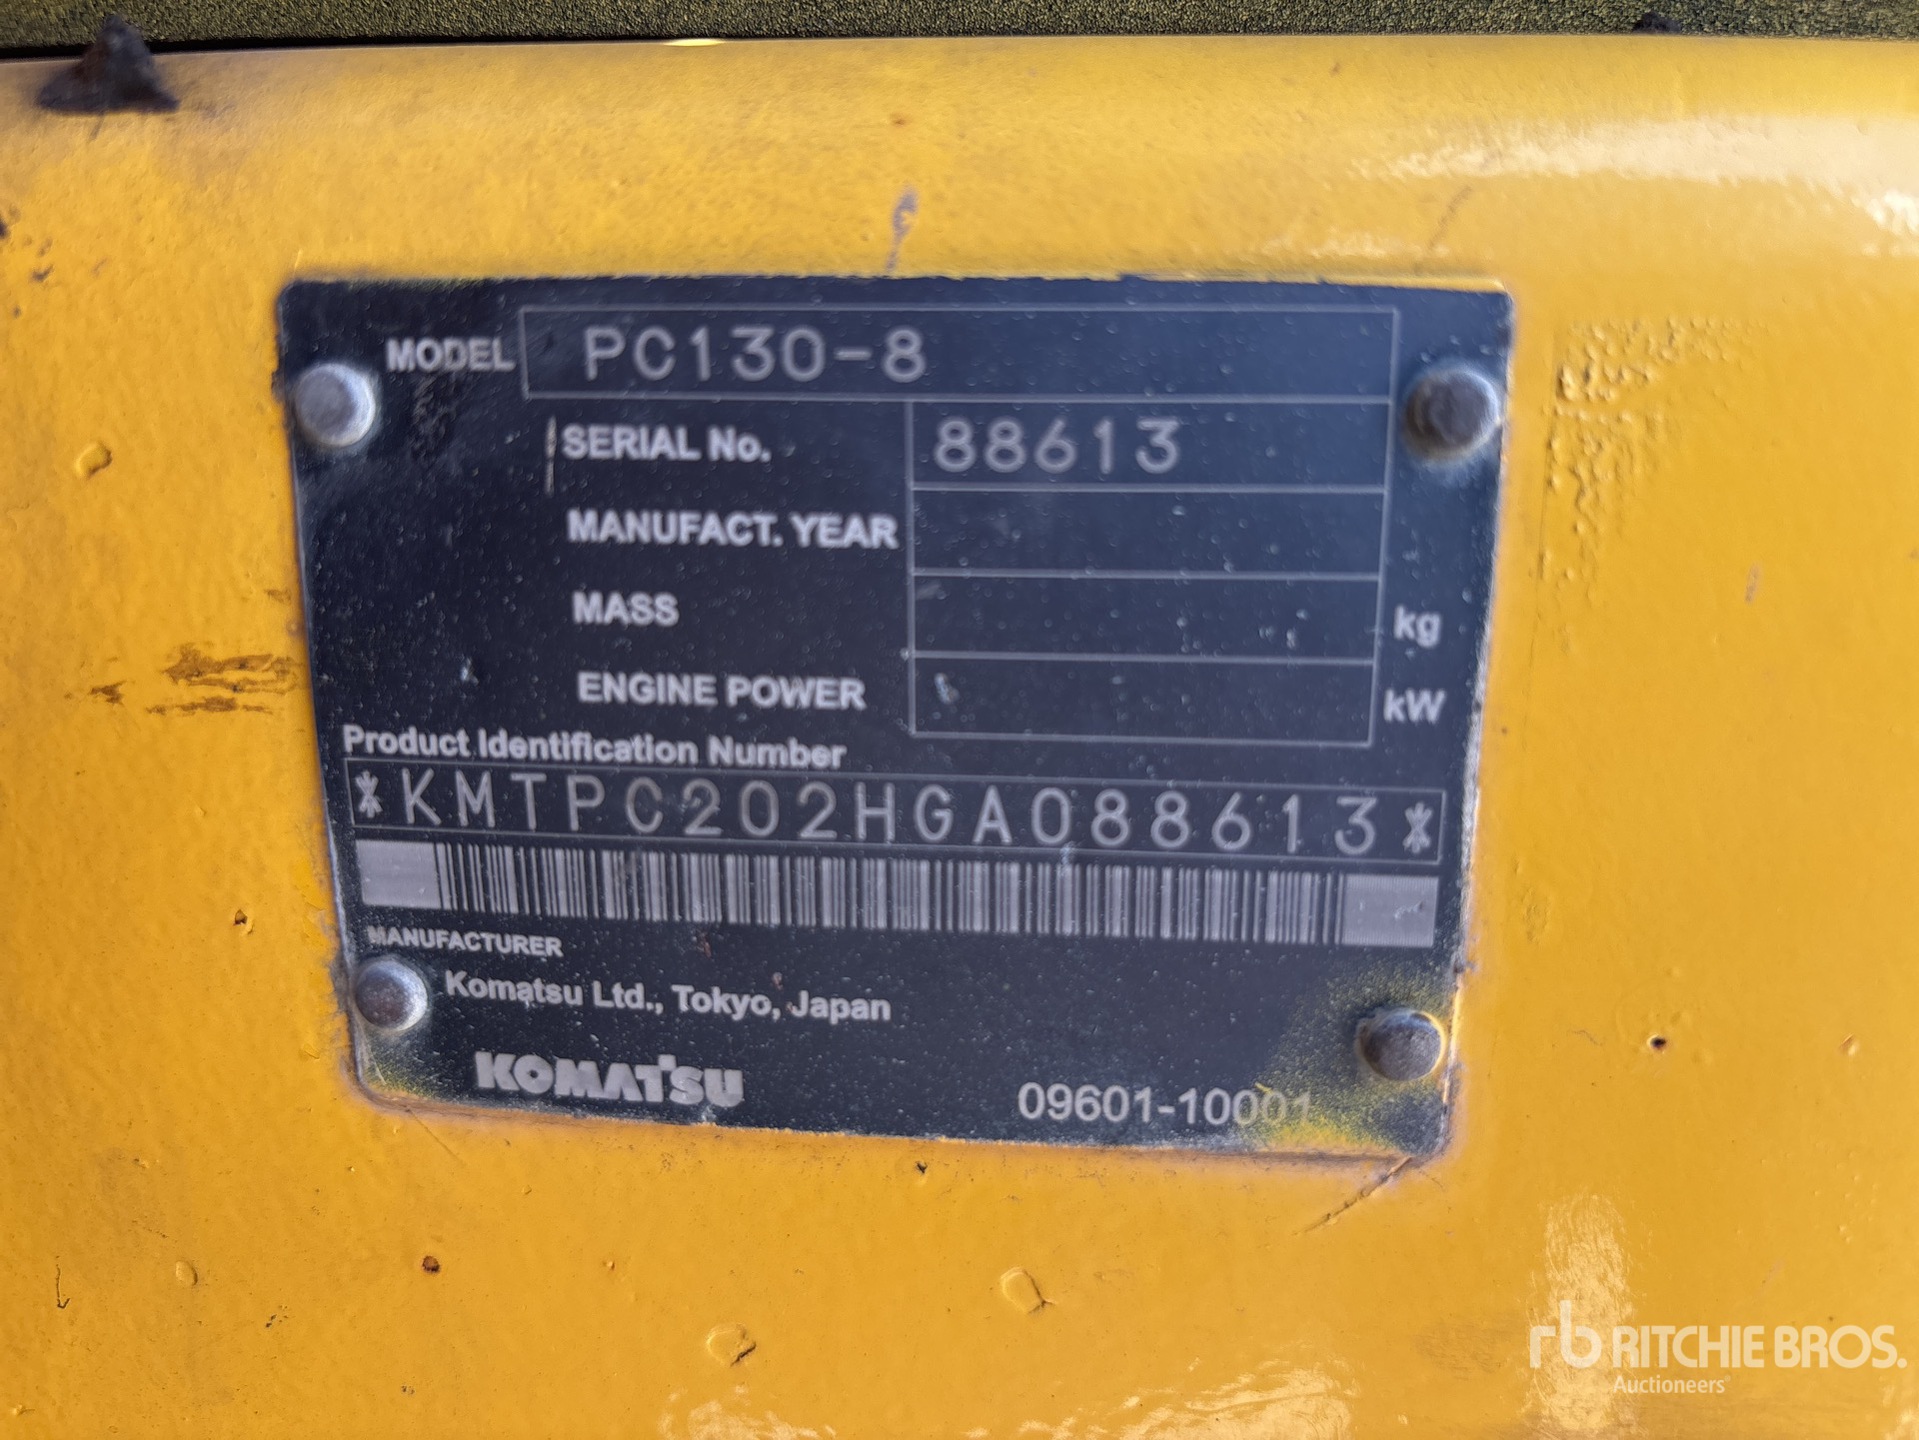 MODEL PC130-8
SERIAL No. 88613
MANUFACT. YEAR
MASS kg
ENGINE POWER kW
Product Identification Number
*KMTPC202HGA088613*
MANUFACTURER
Komatsu Ltd., Tokyo, Japan
KOMATSU 09601-10001
rb RITCHIE BROS.
Auctioneers